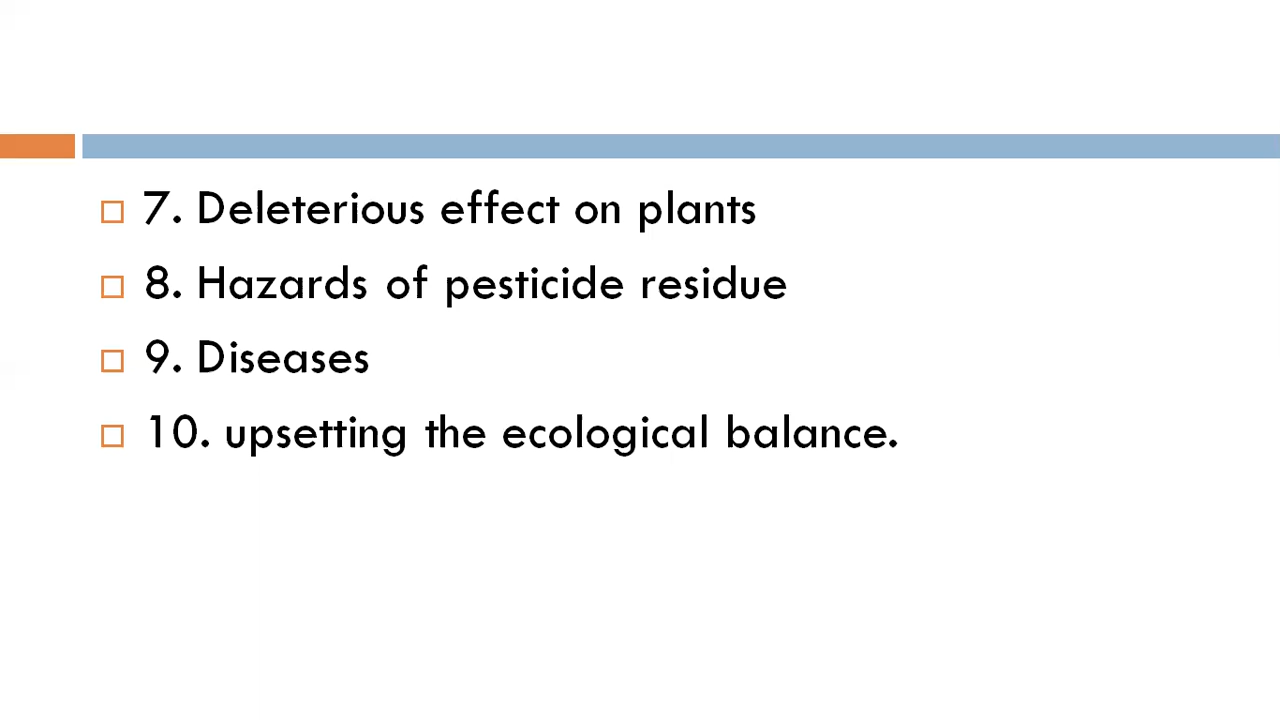 7. Deleterious effect on plants
8. Hazards of pesticide residue
9. Diseases
10. upsetting the ecological balance.